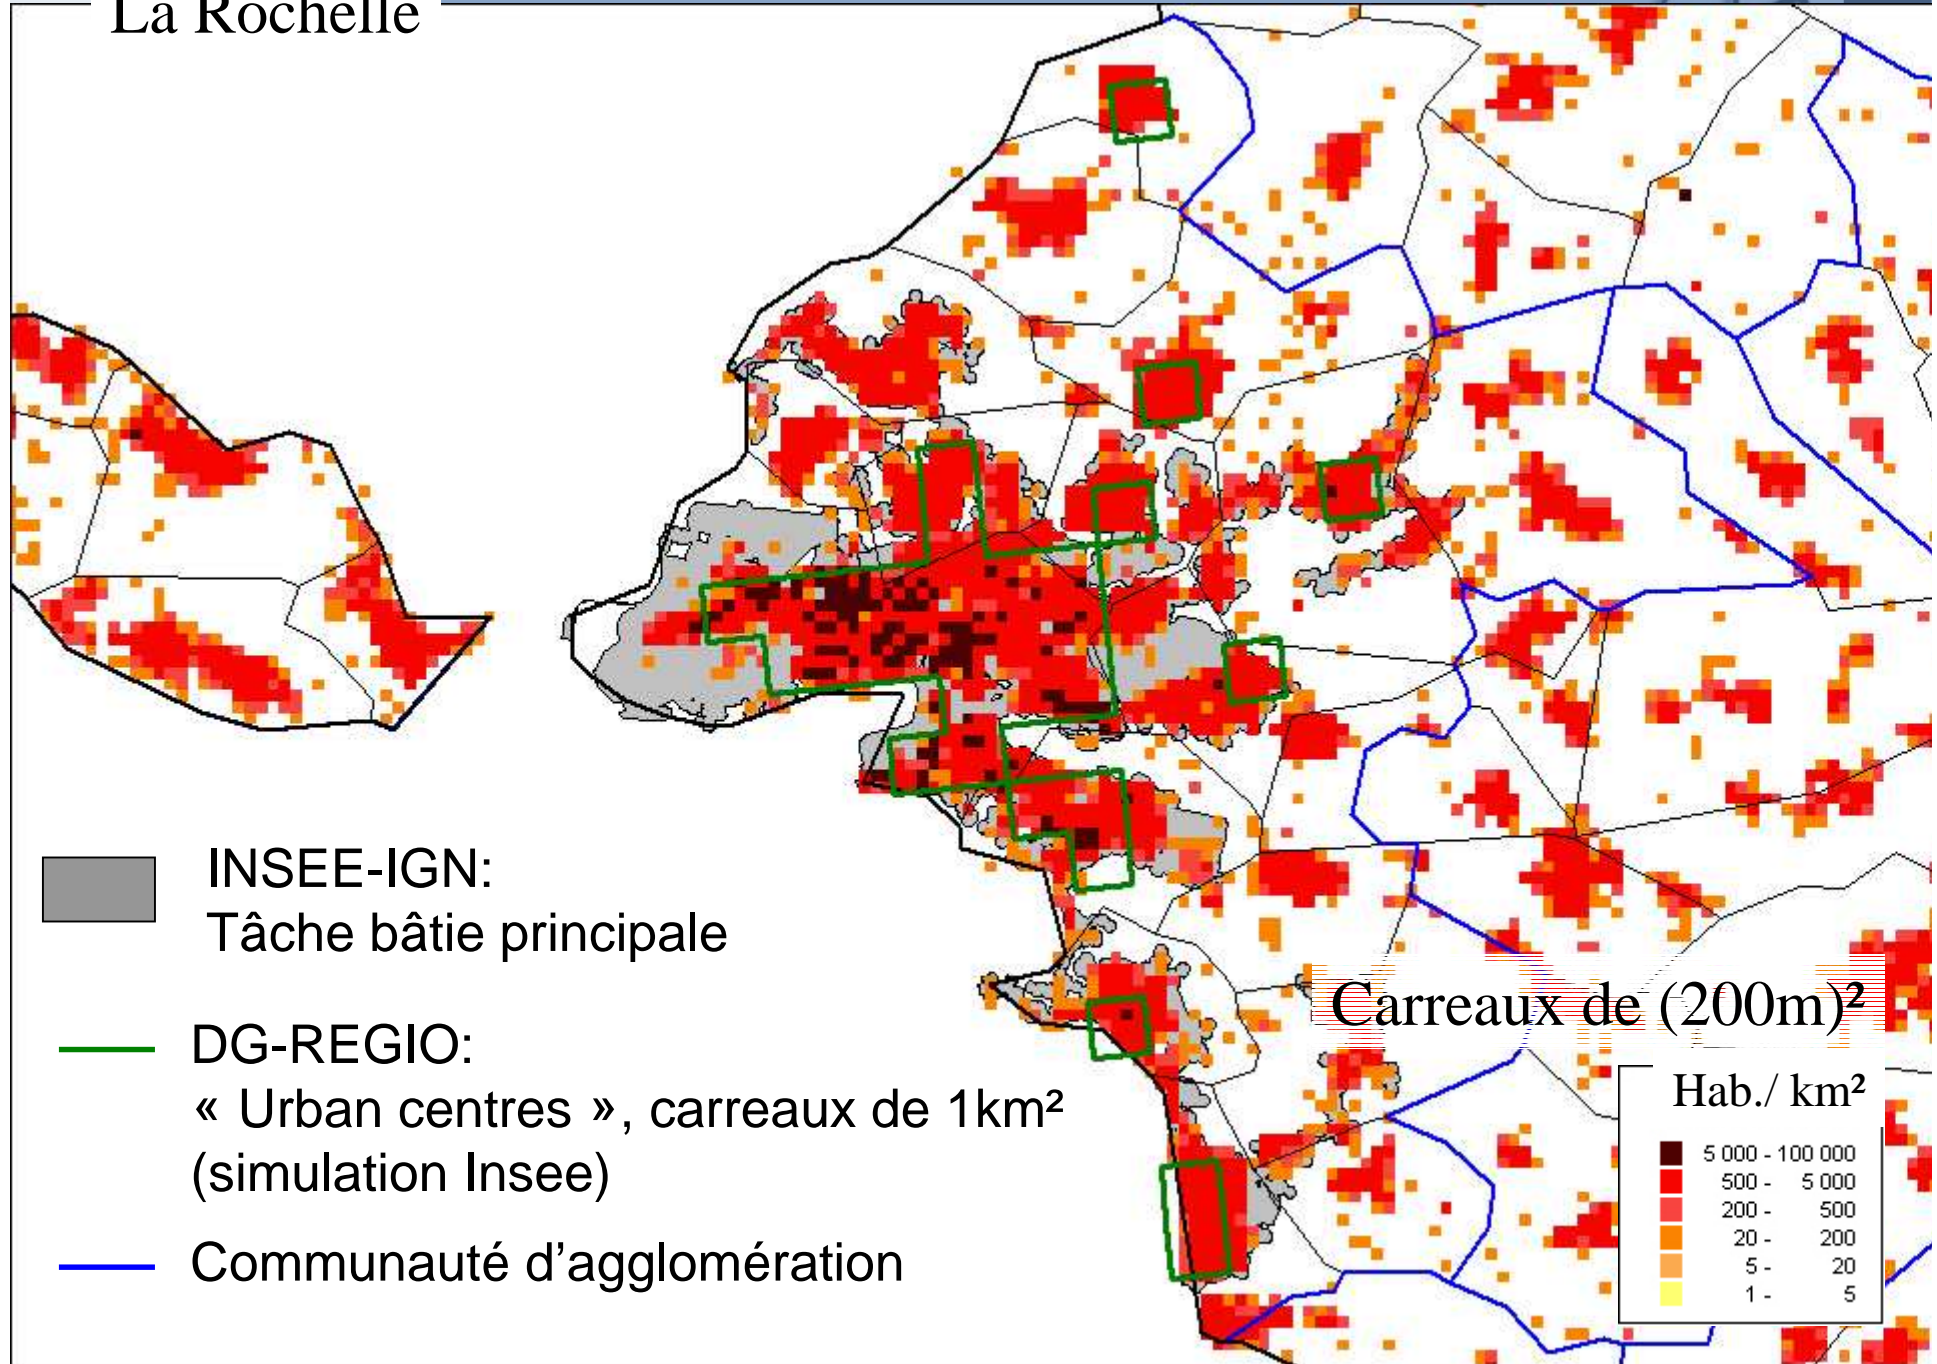 La Rochelle
INSEE-IGN:
Tâche bâtie principale
DG-REGIO:
« Urban centres », carreaux de 1km²
(simulation Insee)
Communauté d'agglomération
Carreaux de (200m)²
Hab./ km²
5 000 - 100 000
500 - 5 000
200 - 500
20 - 200
5 - 20
1 - 5